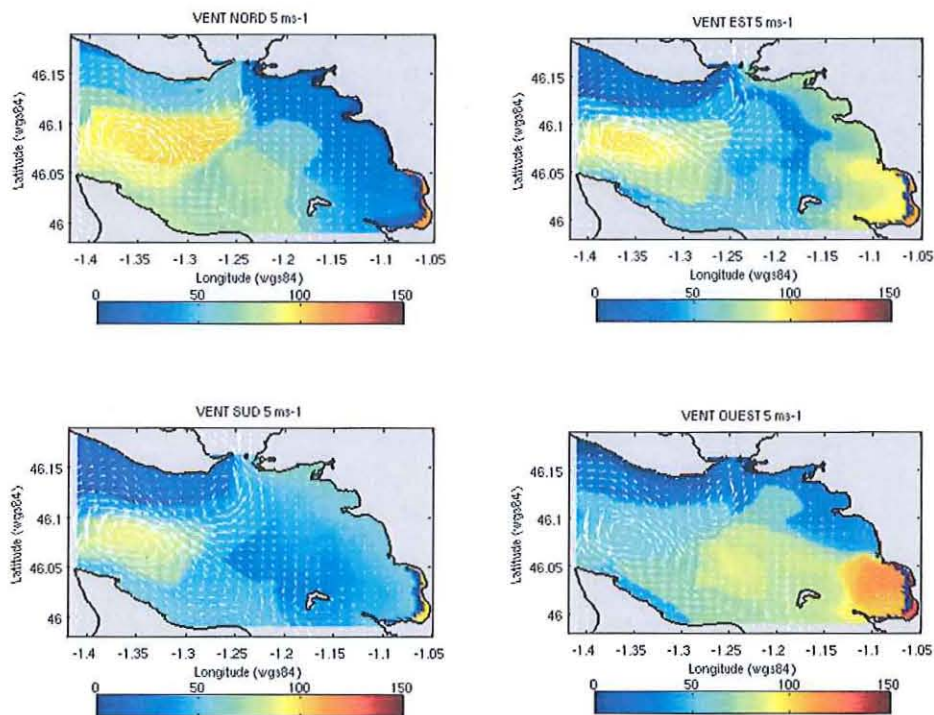 VENT NORD 5 ms-1
46.15
46.1
46.05
46
Latitude (wgs84)
-1.4 -1.35 -1.3 -1.25 -1.2 -1.15 -1.1 -1.05
Longitude (wgs84)
0 50 100 150
VENT EST 5 ms-1
46.15
46.1
46.05
46
Latitude (wgs84)
-1.4 -1.35 -1.3 -1.25 -1.2 -1.15 -1.1 -1.05
Longitude (wgs84)
0 50 100 150
VENT SUD 5 ms-1
46.15
46.1
46.05
46
Latitude (wgs84)
-1.4 -1.35 -1.3 -1.25 -1.2 -1.15 -1.1 -1.05
Longitude (wgs84)
0 50 100 150
VENT OUEST 5 ms-1
46.15
46.1
46.05
46
Latitude (wgs84)
-1.4 -1.35 -1.3 -1.25 -1.2 -1.15 -1.1 -1.05
Longitude (wgs84)
0 50 100 150